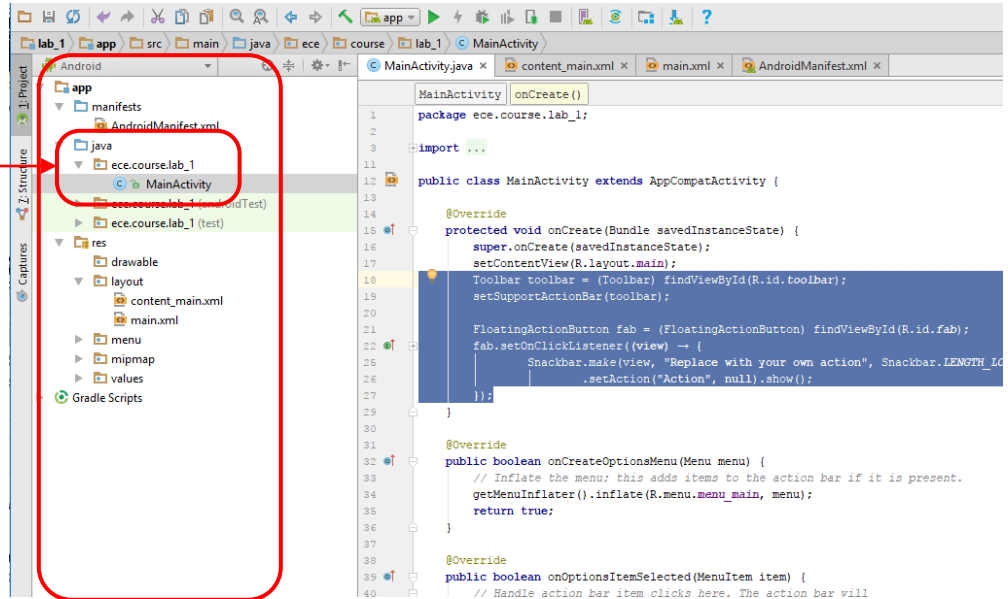 app
lab_1 app src main java ece course lab_1 MainActivity
1: Project
7: Structure
Captures
Android
app
manifests
AndroidManifest.xml
java
ece.course.lab_1
MainActivity
ece.course.lab_1 (androidTest)
ece.course.lab_1 (test)
res
drawable
layout
content_main.xml
main.xml
menu
mipmap
values
Gradle Scripts
MainActivity.java × content_main.xml × main.xml × AndroidManifest.xml ×
MainActivity onCreate()
1 package ece.course.lab_1;
2
3 import ...
11
12 public class MainActivity extends AppCompatActivity {
13
14 @Override
15 protected void onCreate(Bundle savedInstanceState) {
16 super.onCreate(savedInstanceState);
17 setContentView(R.layout.main);
18 Toolbar toolbar = (Toolbar) findViewById(R.id.toolbar);
19 setSupportActionBar(toolbar);
20
21 FloatingActionButton fab = (FloatingActionButton) findViewById(R.id.fab);
22 fab.setOnClickListener((view) → {
25 Snackbar.make(view, "Replace with your own action", Snackbar.LENGTH_LO
26 .setAction("Action", null).show();
27 });
29 }
30
31 @Override
32 public boolean onCreateOptionsMenu(Menu menu) {
33 // Inflate the menu; this adds items to the action bar if it is present.
34 getMenuInflater().inflate(R.menu.menu_main, menu);
35 return true;
36 }
37
38 @Override
39 public boolean onOptionsItemSelected(MenuItem item) {
40 // Handle action bar item clicks here. The action bar will